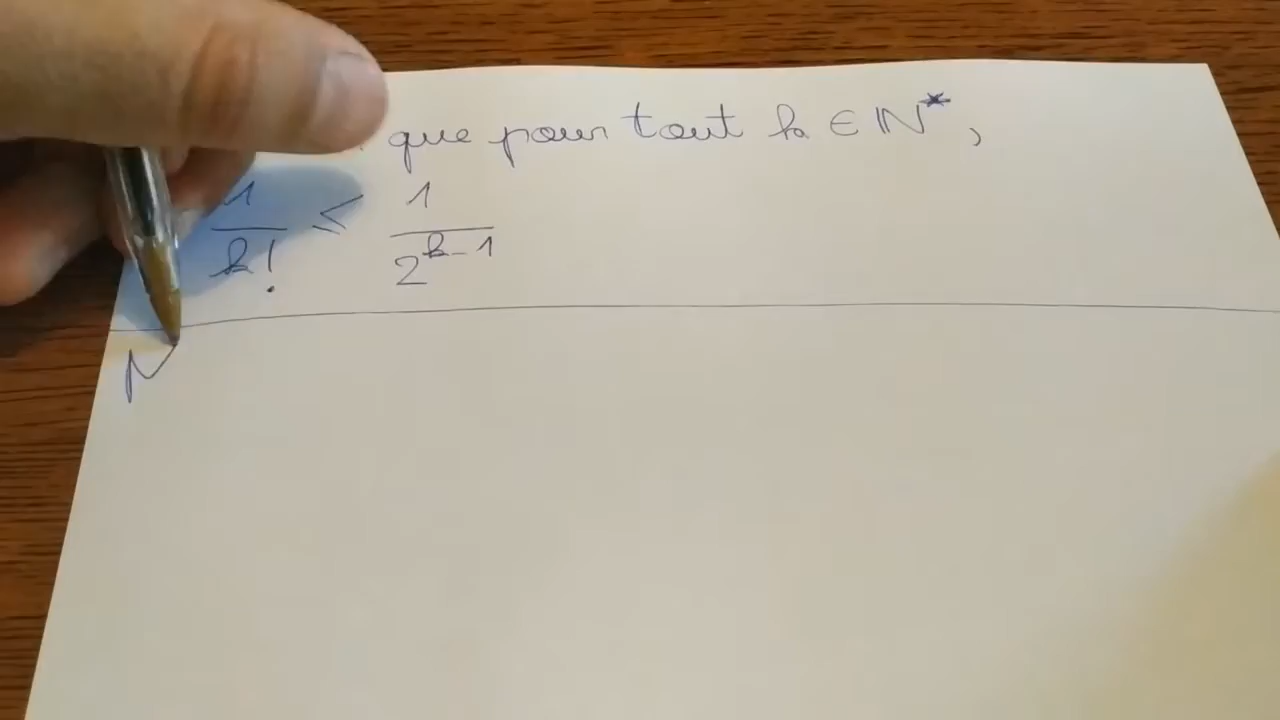 que pour tout k ∈ ℕ*,
1/k! ≤ 1/2^(k-1)
N